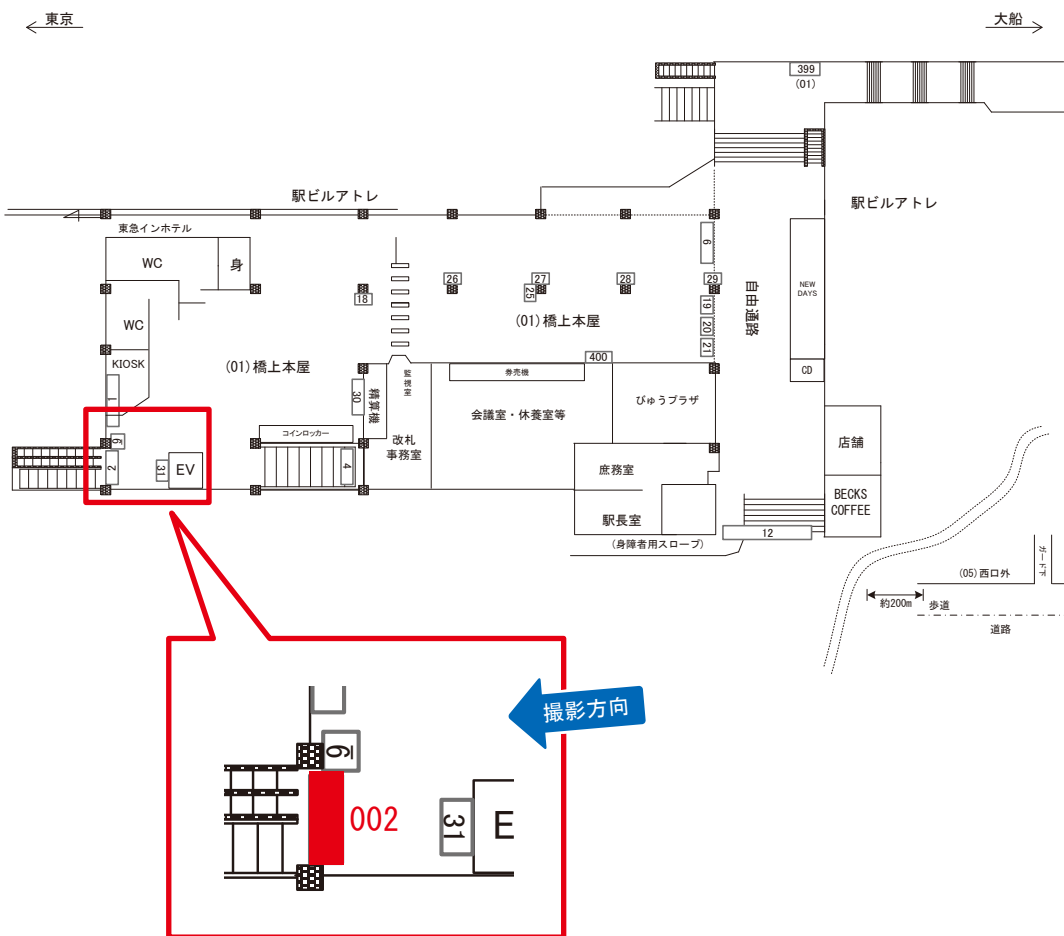 東京
大船
399
(01)
駅ビルアトレ
駅ビルアトレ
東急インホテル
WC
身
6
26
27
28
29
25
18
19
20
21
自由通路
NEW
DAYS
WC
(01)橋上本屋
KIOSK
(01)橋上本屋
400
監視室
券売機
CD
1
30
精算機
会議室・休養室等
びゅうプラザ
コインロッカー
改札
事務室
店舗
6
2
31
EV
4
庶務室
駅長室
BECKS
COFFEE
12
(身障者用スロープ)
ガード下
(05)西口外
約200m
歩道
道路
撮影方向
6
002
31
E